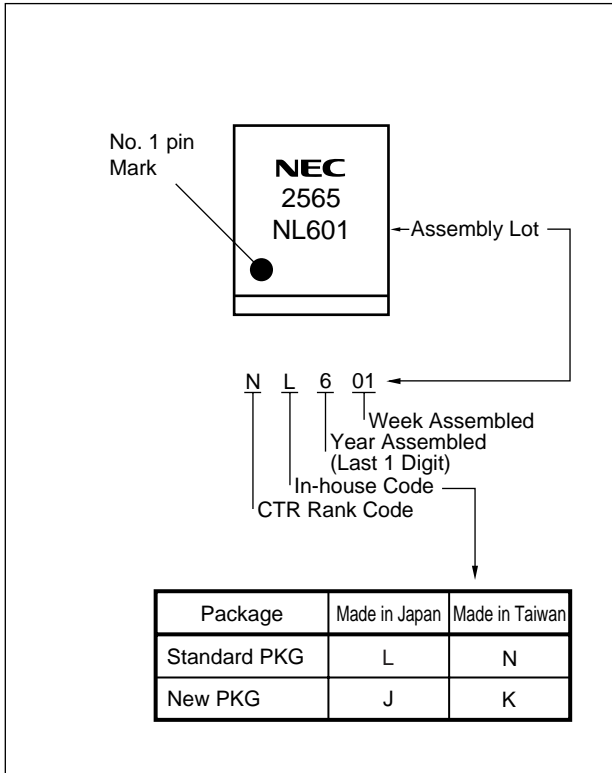 No. 1 pin
Mark
NEC
2565
NL601
Assembly Lot
N L 6 01
Week Assembled
Year Assembled
(Last 1 Digit)
In-house Code
CTR Rank Code
Package Made in Japan Made in Taiwan
Standard PKG L N
New PKG J K